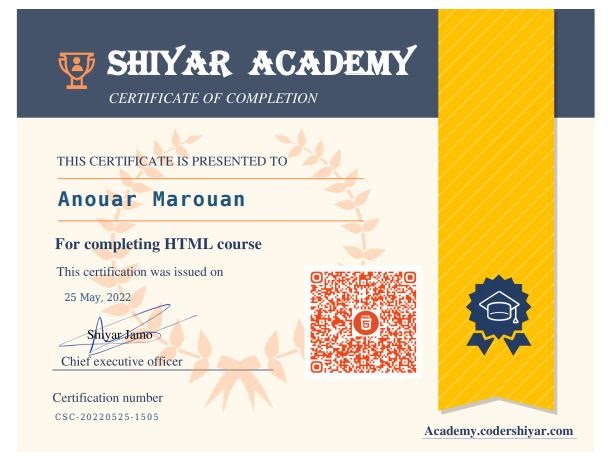 SHIYAR ACADEMY
CERTIFICATE OF COMPLETION
THIS CERTIFICATE IS PRESENTED TO
Anouar Marouan
For completing HTML course
This certification was issued on
25 May, 2022
Shiyar Jamo
Chief executive officer
Certification number
CSC-20220525-1505
Academy.codershiyar.com